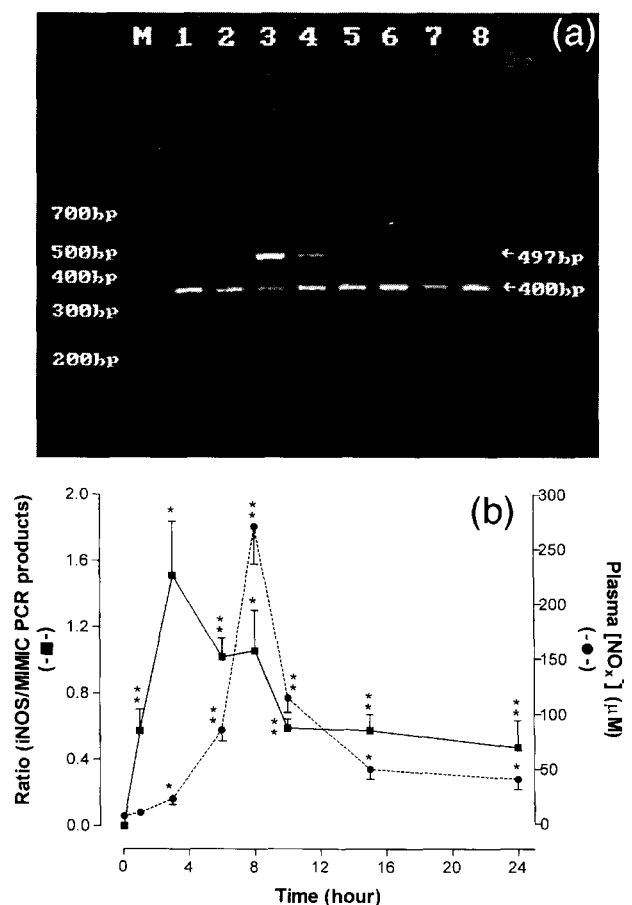 M 1 2 3 4 5 6 7 8 (a)
700bp
500bp
←497bp
400bp
←400bp
300bp
200bp
(b)
Ratio (iNOS/MIMIC PCR products)
(-■-)
2.0
1.6
1.2
0.8
0.4
0.0
* * * * * * * * * * *
* * * * * * * * * * *
300
250
200
150
100
50
0
Plasma [NOx-] (μM)
(-●-)
0 4 8 12 16 20 24
Time (hour)